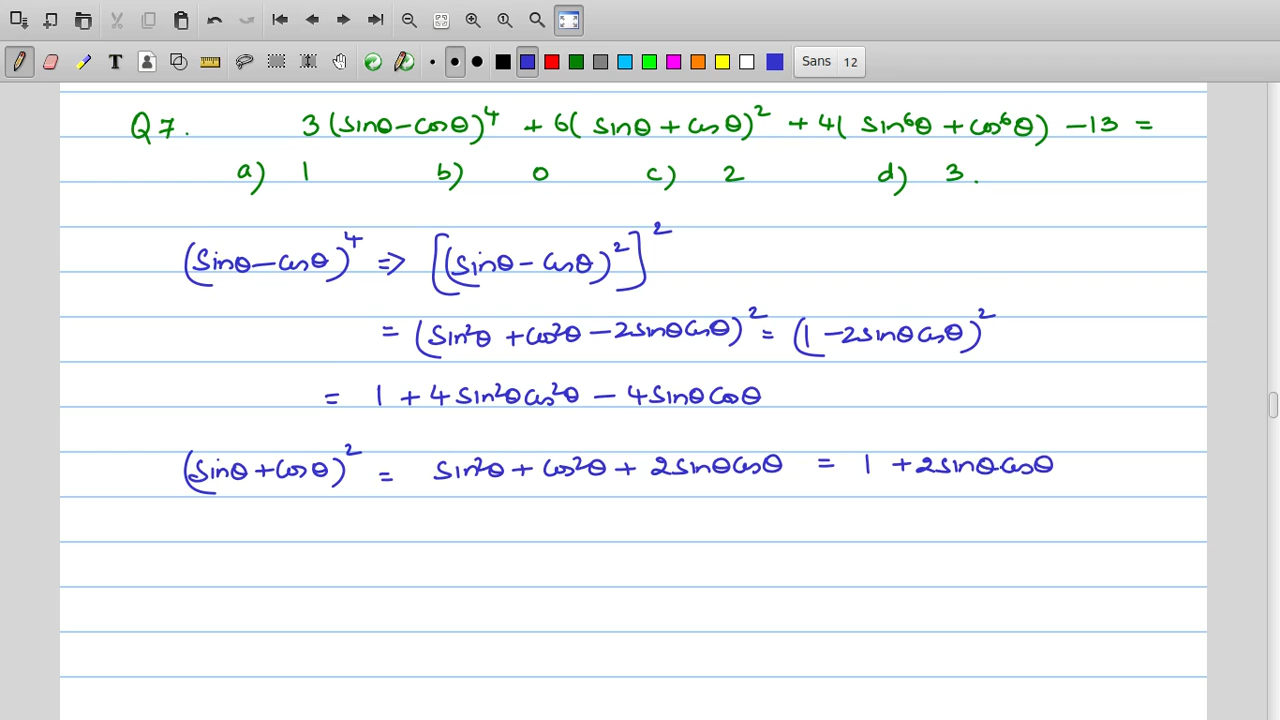 Sans 12
Q 7. 3(sinθ-cosθ)⁴ + 6(sinθ+cosθ)² + 4(sin⁶θ+cos⁶θ) -13 =
a) 1 b) 0 c) 2 d) 3.
(sinθ-cosθ)⁴ => [(sinθ-cosθ)²]²
= (sin²θ+cos²θ-2sinθcosθ)² = (1-2sinθcosθ)²
= 1 + 4sin²θcos²θ - 4sinθcosθ
(sinθ+cosθ)² = sin²θ+cos²θ+2sinθcosθ = 1 +2sinθcosθ